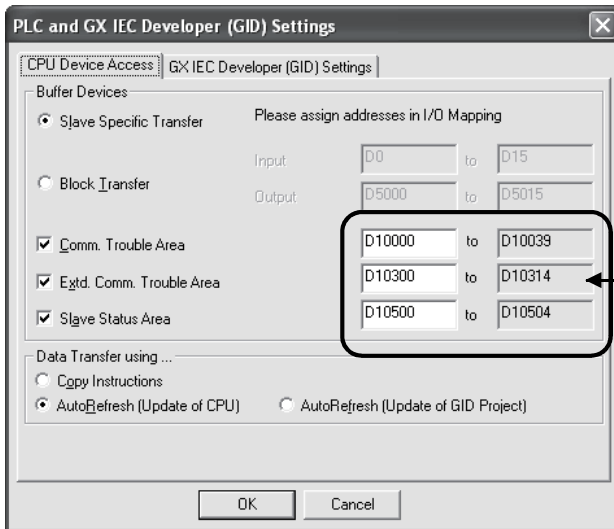 PLC and GX IEC Developer (GID) Settings
CPU Device Access GX IEC Developer (GID) Settings
Buffer Devices
Slave Specific Transfer Please assign addresses in I/O Mapping
Input D0 to D15
Block Transfer
Output D5000 to D5015
Comm. Trouble Area D10000 to D10039
Extd. Comm. Trouble Area D10300 to D10314
Slave Status Area D10500 to D10504
Data Transfer using ...
Copy Instructions
AutoRefresh (Update of CPU) AutoRefresh (Update of GID Project)
OK Cancel